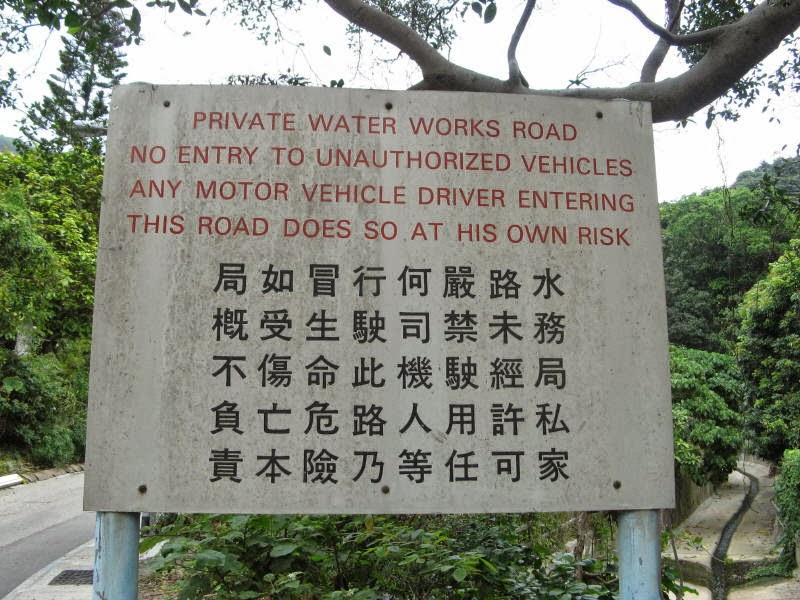 PRIVATE WATER WORKS ROAD
NO ENTRY TO UNAUTHORIZED VEHICLES
ANY MOTOR VEHICLE DRIVER ENTERING
THIS ROAD DOES SO AT HIS OWN RISK
水務局私家
路未經許可
嚴禁駛用任
何司機人等
行駛此路乃
冒生命危險
如受傷亡本
局概不負責